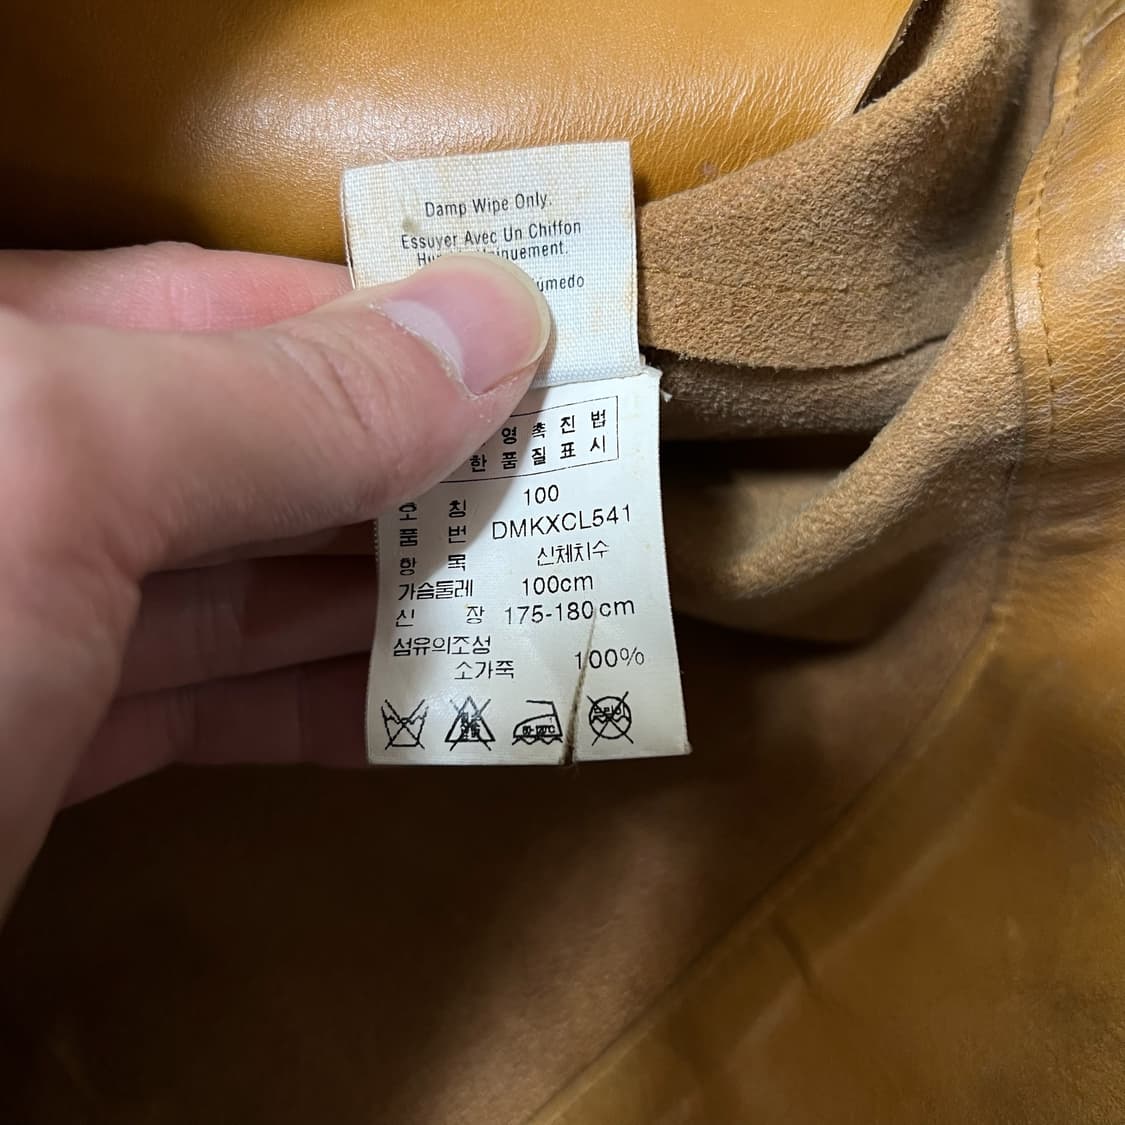 Damp Wipe Only.
Essuyer Avec Un Chiffon
영 촉 진 법
한 품 질 표 시
호 칭 100
품 번 DMKXCL541
항 목 신체치수
가슴둘레 100cm
신 장 175-180cm
섬유의조성
소가죽 100%